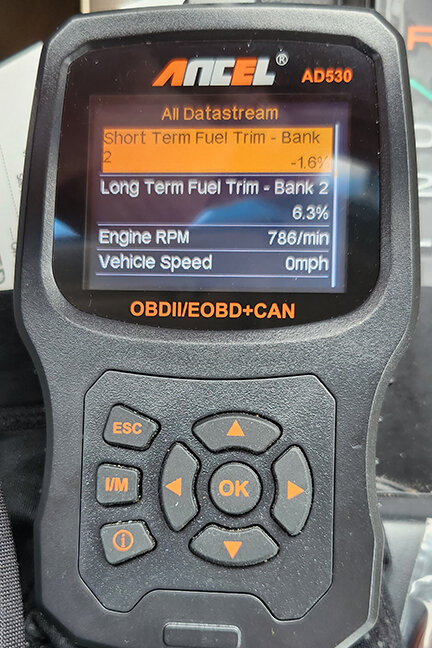 ANCEL®
AD530
All Datastream
Short Term Fuel Trim - Bank
2
-1.6%
Long Term Fuel Trim - Bank 2
6.3%
Engine RPM 786/min
Vehicle Speed 0mph
OBDII/EOBD+CAN
ESC
I/M
OK